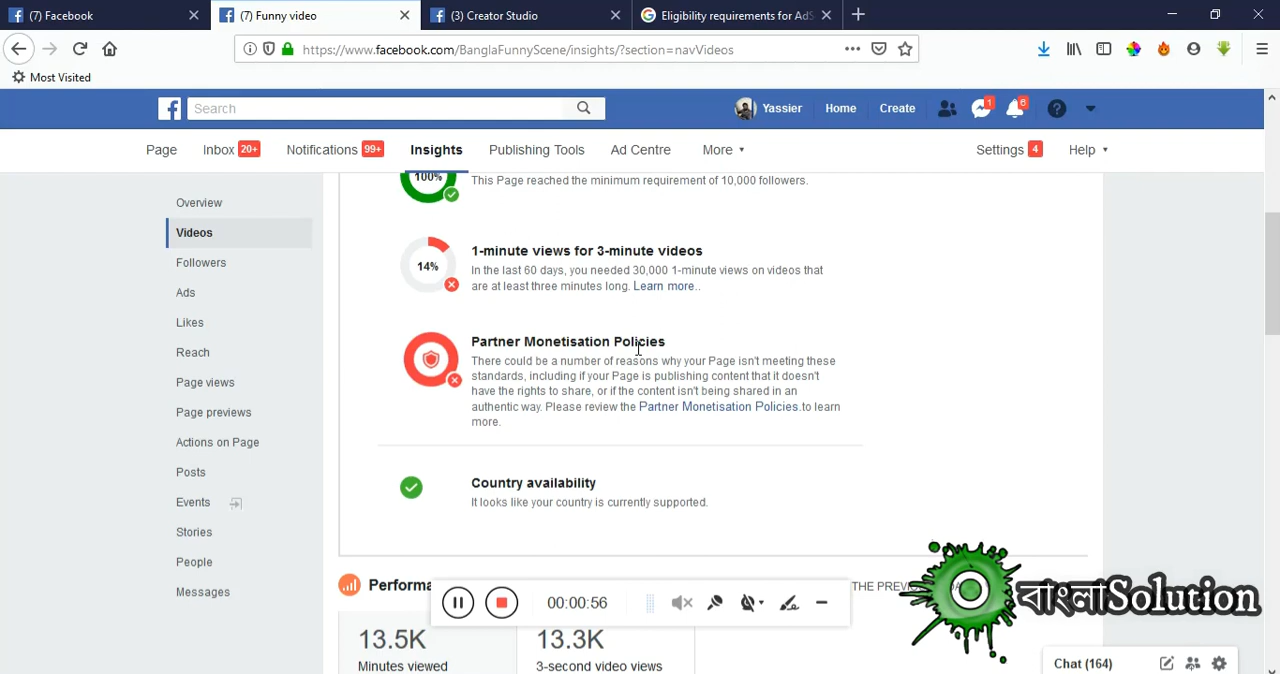 (7) Facebook
(7) Funny video
(3) Creator Studio
Eligibility requirements for AdS
https://www.facebook.com/BanglaFunnyScene/insights/?section=navVideos
Most Visited
Search
Yassier
Home
Create
1
6
Page
Inbox 20+
Notifications 99+
Insights
Publishing Tools
Ad Centre
More
Settings 4
Help
Overview
Videos
Followers
Ads
Likes
Reach
Page views
Page previews
Actions on Page
Posts
Events
Stories
People
Messages
100%
This Page reached the minimum requirement of 10,000 followers.
14%
1-minute views for 3-minute videos
In the last 60 days, you needed 30,000 1-minute views on videos that
are at least three minutes long. Learn more..
Partner Monetisation Policies
There could be a number of reasons why your Page isn't meeting these
standards, including if your Page is publishing content that it doesn't
have the rights to share, or if the content isn't being shared in an
authentic way. Please review the Partner Monetisation Policies.to learn
more.
Country availability
It looks like your country is currently supported.
Performa
THE PREV
00:00:56
13.5K
Minutes viewed
13.3K
3-second video views
বাংলাSolution
Chat (164)